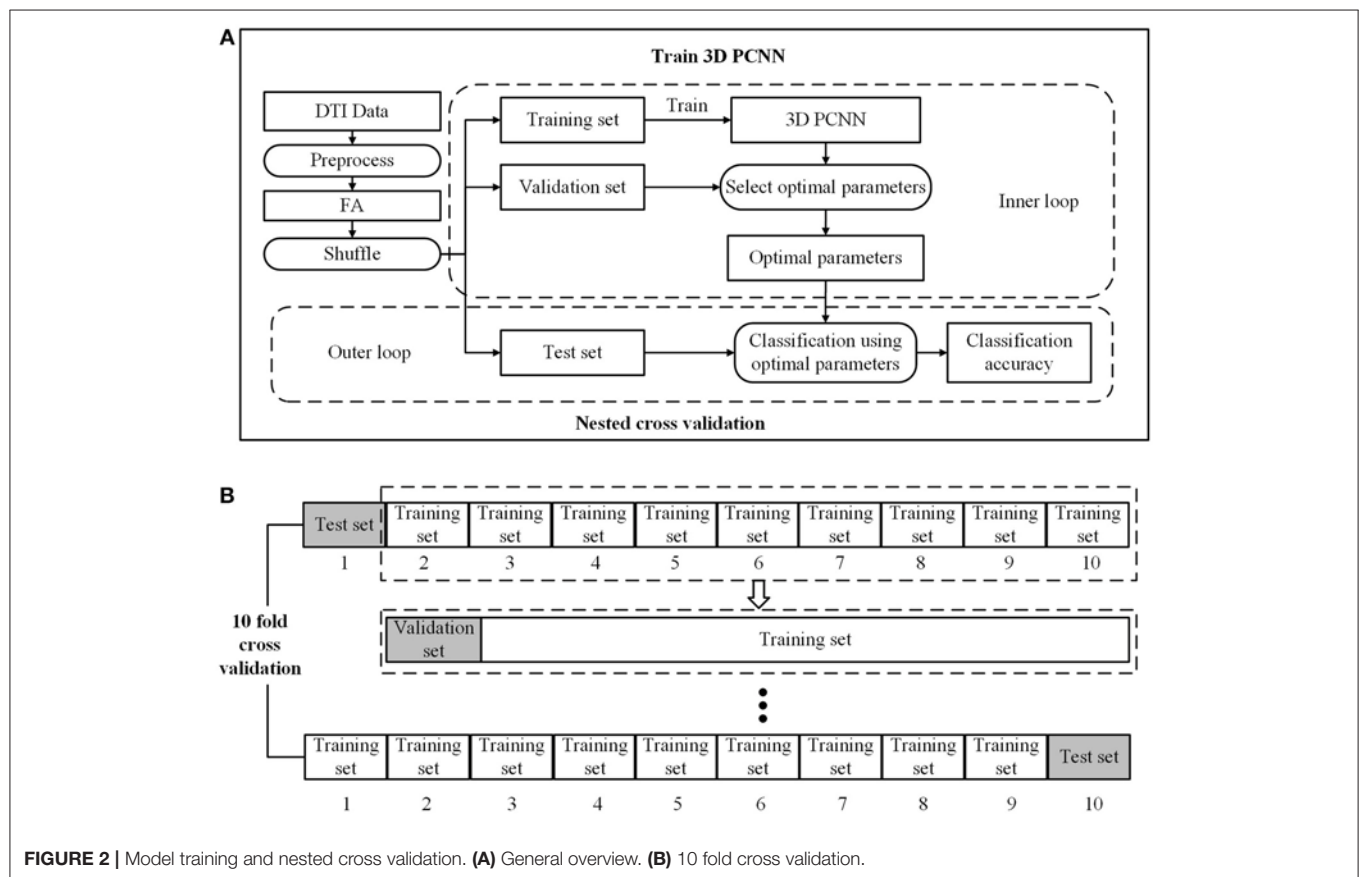 A
Train 3D PCNN
DTI Data
Preprocess
FA
Shuffle
Training set
Train
3D PCNN
Validation set
Select optimal parameters
Inner loop
Optimal parameters
Outer loop
Test set
Classification using
optimal parameters
Classification
accuracy
Nested cross validation
B
10 fold
cross
validation
Test set
Training
set
Training
set
Training
set
Training
set
Training
set
Training
set
Training
set
Training
set
Training
set
1 2 3 4 5 6 7 8 9 10
Validation
set
Training set
Training
set
Training
set
Training
set
Training
set
Training
set
Training
set
Training
set
Training
set
Training
set
Test set
1 2 3 4 5 6 7 8 9 10
FIGURE 2 | Model training and nested cross validation. (A) General overview. (B) 10 fold cross validation.